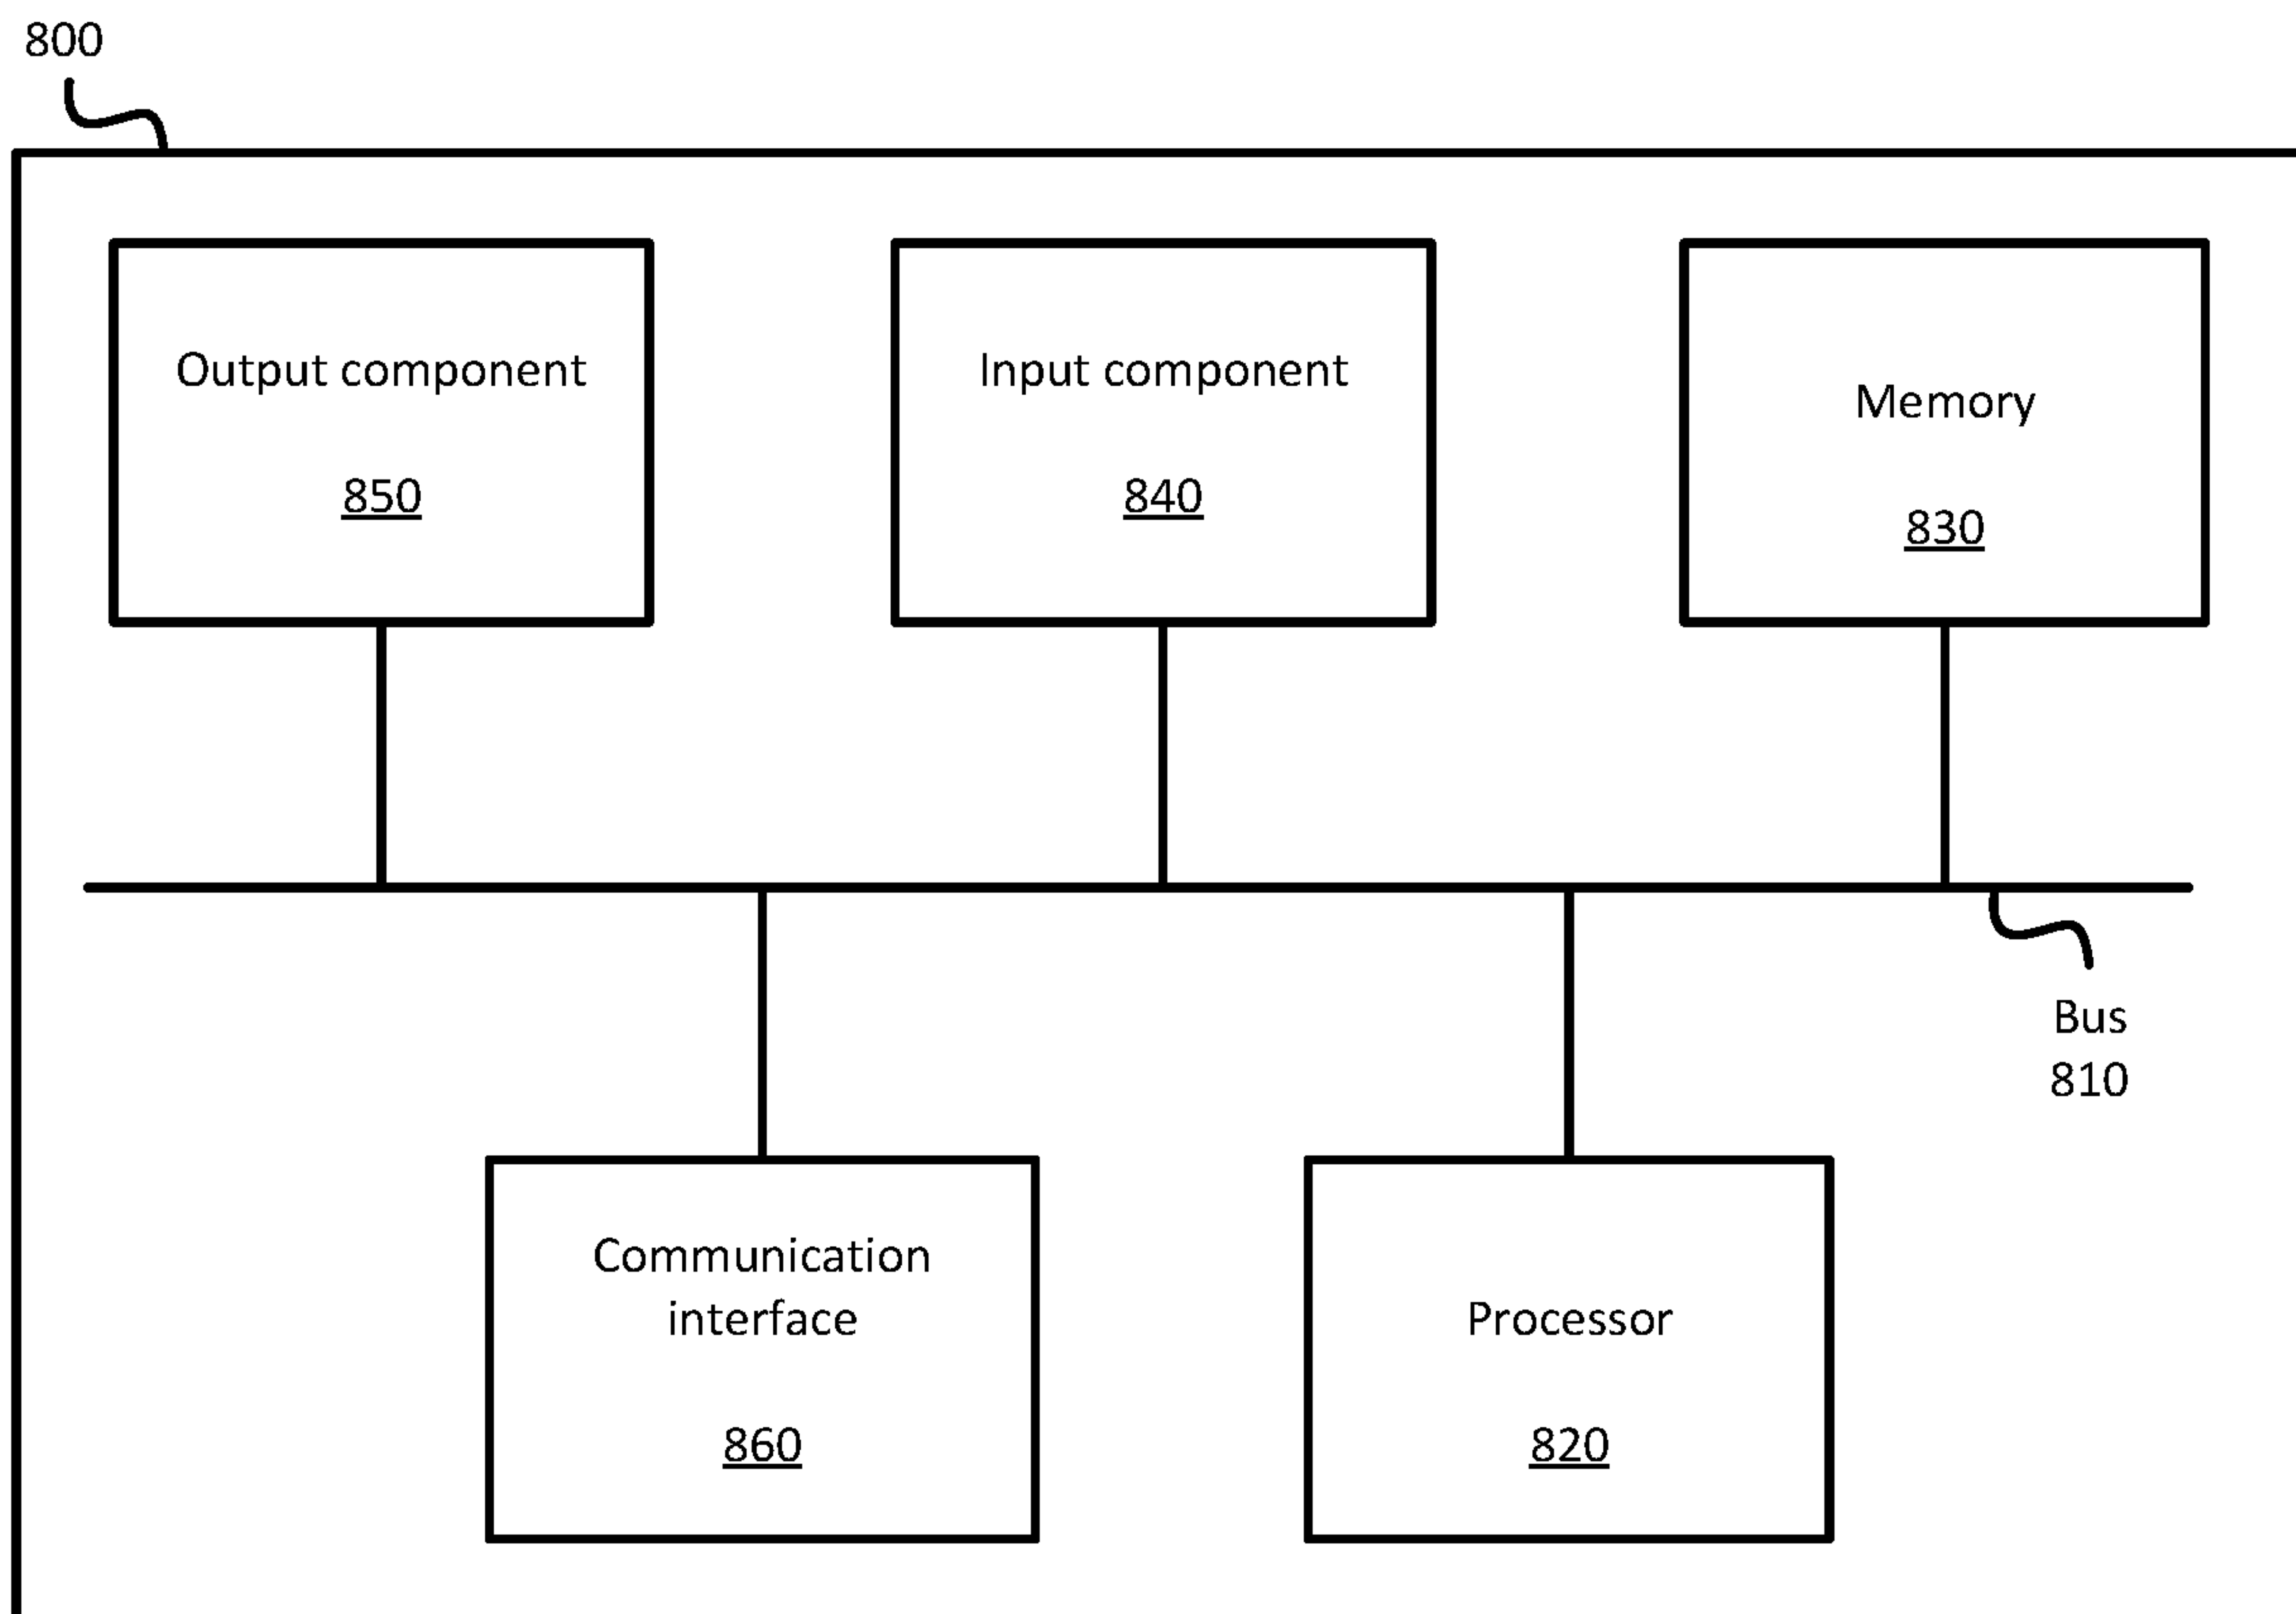 800
Output component
850
Input component
840
Memory
830
Bus
810
Communication
interface
860
Processor
820